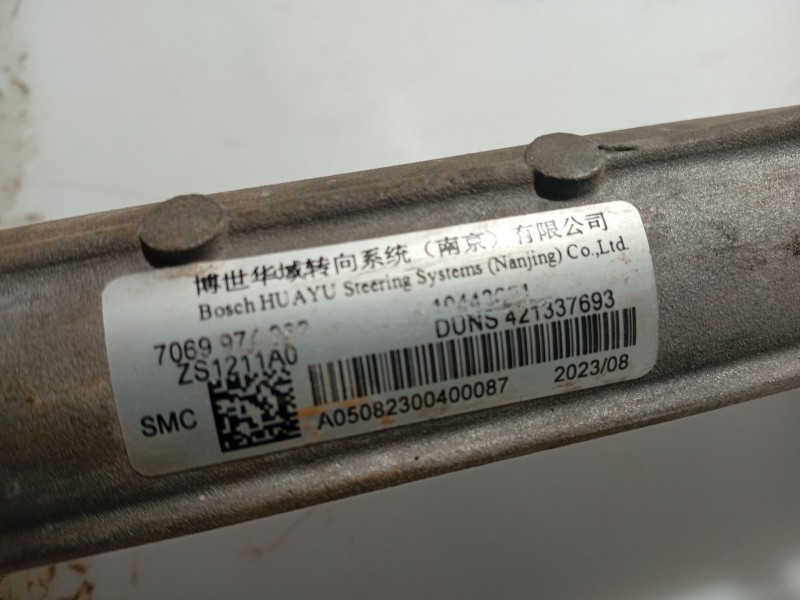 博世华域转向系统（南京）有限公司
Bosch HUAYU Steering Systems (Nanjing) Co.,Ltd.
7069
DUNS 421337693
ZS1211A0
SMC
A05082300400087
2023/08